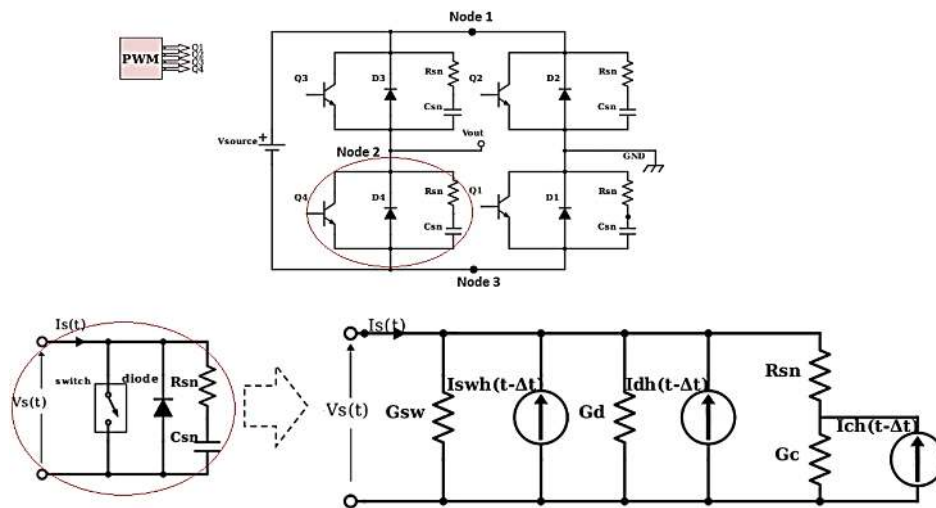 Node 1
PWM
Q1
Q2
Q3
Q4
Q3
D3
Rsn
Csn
Q2
D2
Rsn
Csn
Vsource
+
Vout
Node 2
GND
Q4
D4
Rsn
Csn
Q1
D1
Rsn
Csn
Node 3
Is(t)
switch
diode
Rsn
Vs(t)
Csn
Is(t)
Iswh(t-Δt)
Idh(t-Δt)
Rsn
Vs(t)
Gsw
Gd
Ich(t-Δt)
Gc